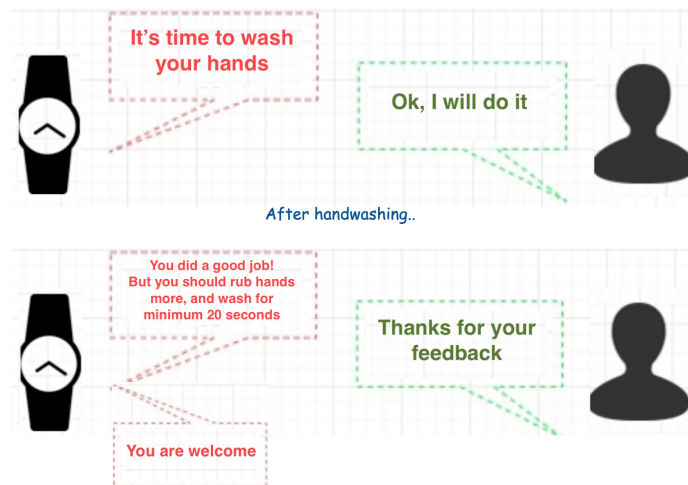 It's time to wash
your hands
Ok, I will do it
After handwashing..
You did a good job!
But you should rub hands
more, and wash for
minimum 20 seconds
Thanks for your
feedback
You are welcome